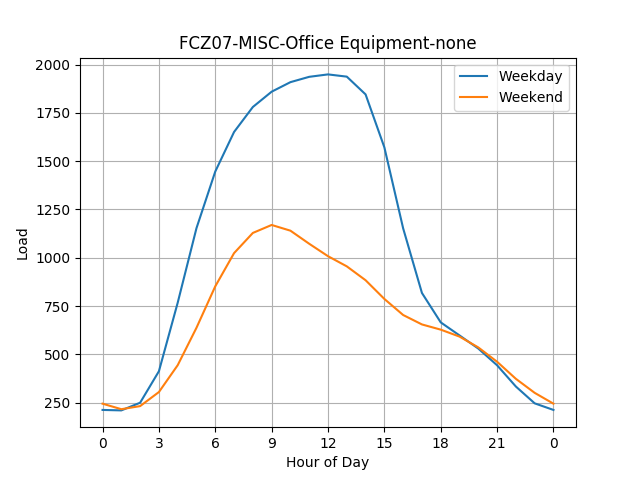 FCZ07-MISC-Office Equipment-none
2000
1750
1500
1250
1000
750
500
250
Load
Weekday
Weekend
0 3 6 9 12 15 18 21 0
Hour of Day